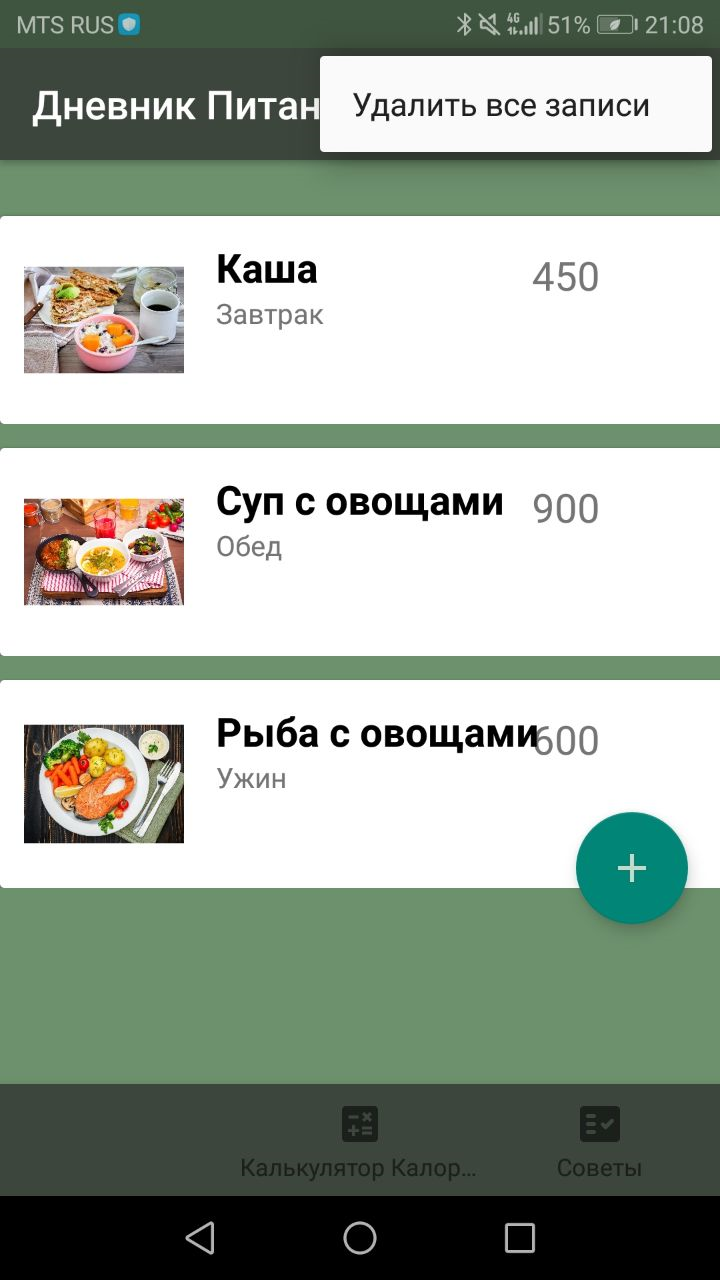 MTS RUS 4G 51% 21:08
Дневник Питан
Удалить все записи
Каша 450
Завтрак
Суп с овощами 900
Обед
Рыба с овощами 600
Ужин
Калькулятор Калор... Советы